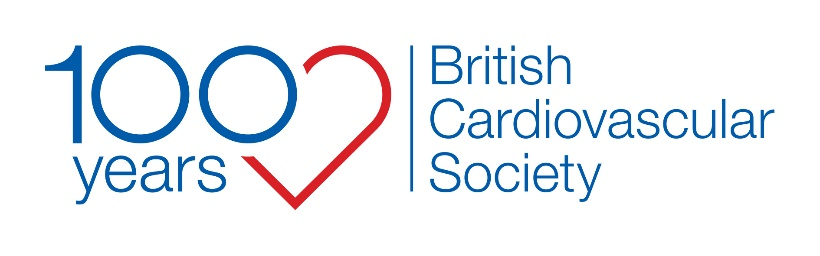 100
years
British
Cardiovascular
Society